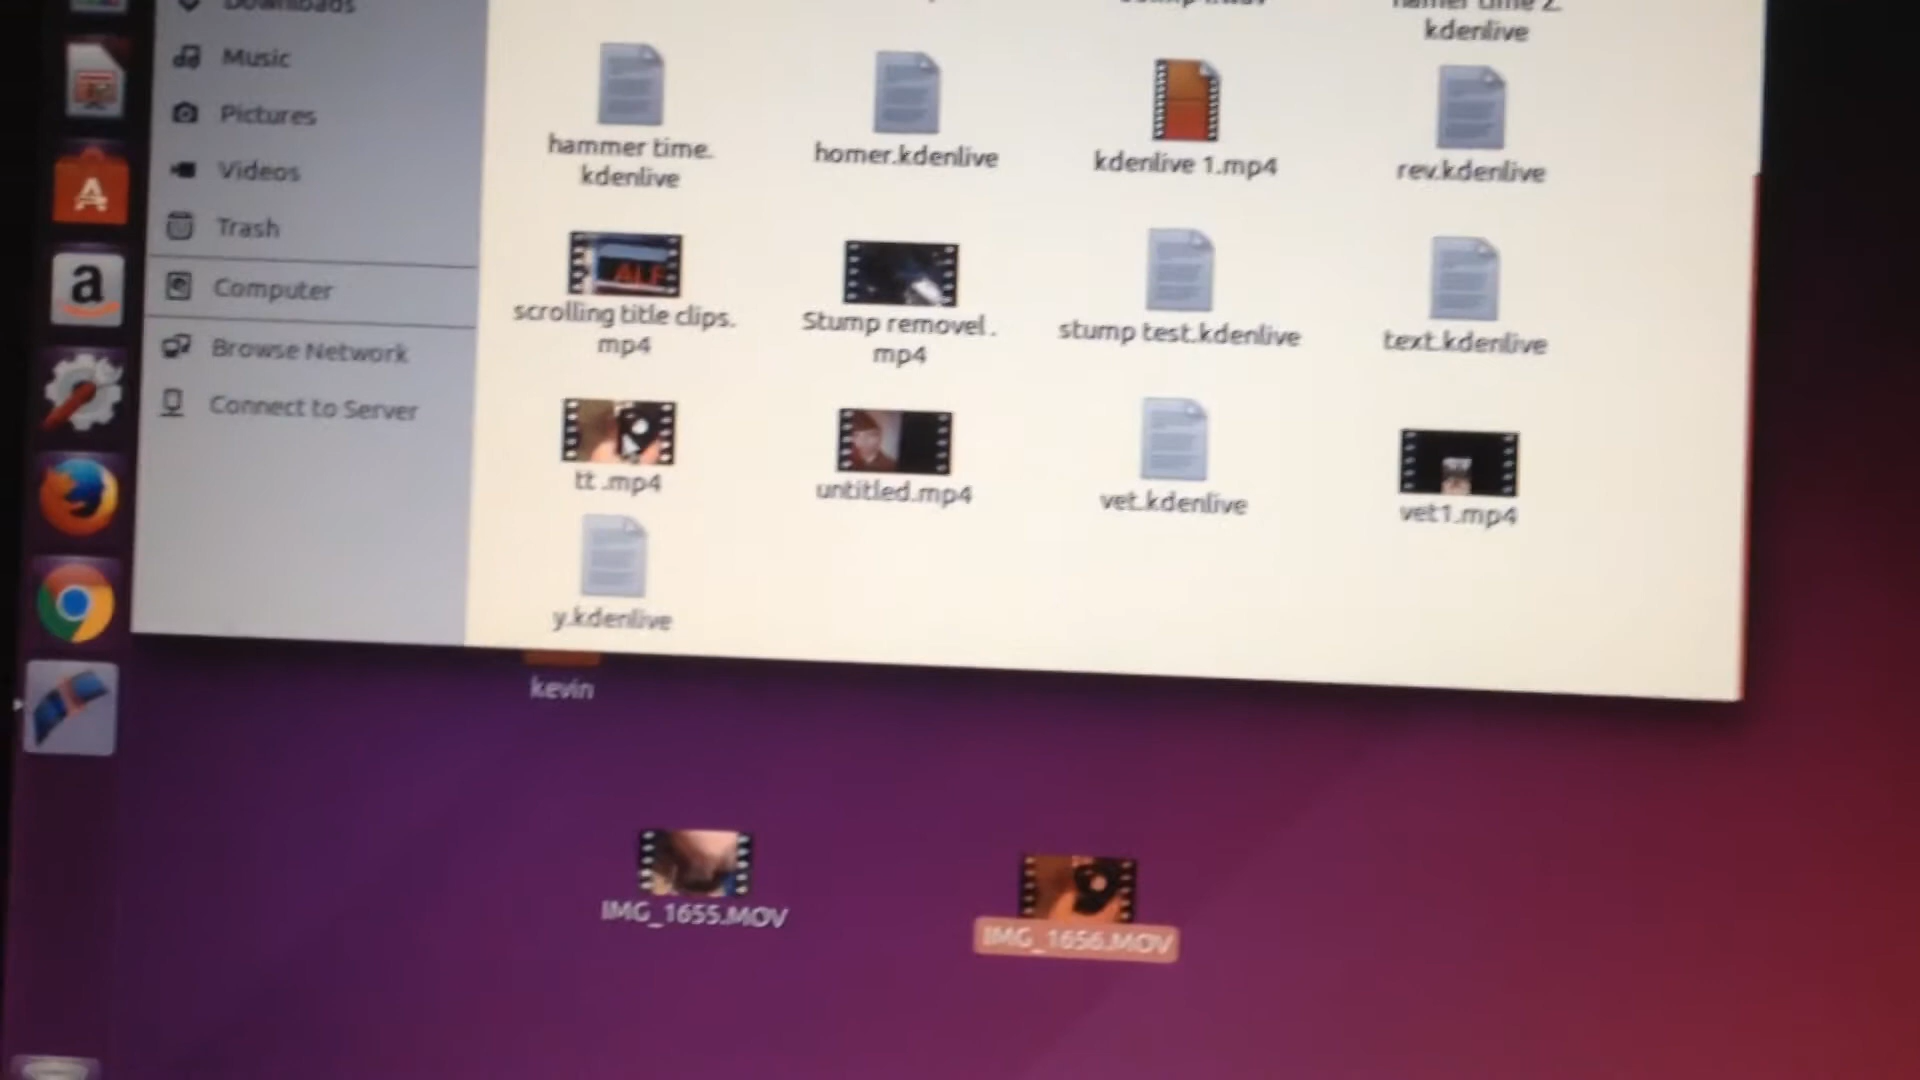 Downloads
Music
Pictures
Videos
Trash
Computer
Browse Network
Connect to Server
kdenlive
hammer time.
kdenlive
homer.kdenlive
kdenlive 1.mp4
rev.kdenlive
ALF
scrolling title clips.
mp4
Stump removel .
mp4
stump test.kdenlive
text.kdenlive
tt .mp4
untitled.mp4
vet.kdenlive
vet1.mp4
y.kdenlive
kevin
IMG_1655.MOV
IMG_1656.MOV
A
a